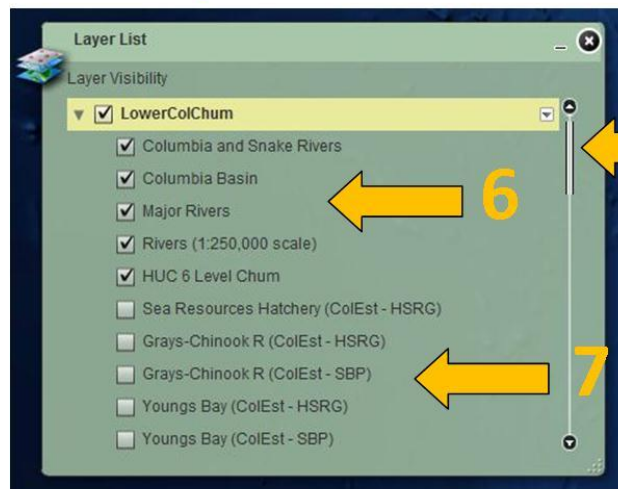 Layer List
Layer Visibility
LowerColChum
Columbia and Snake Rivers
Columbia Basin
Major Rivers
6
Rivers (1:250,000 scale)
HUC 6 Level Chum
Sea Resources Hatchery (ColEst - HSRG)
Grays-Chinook R (ColEst - HSRG)
Grays-Chinook R (ColEst - SBP)
7
Youngs Bay (ColEst - HSRG)
Youngs Bay (ColEst - SBP)